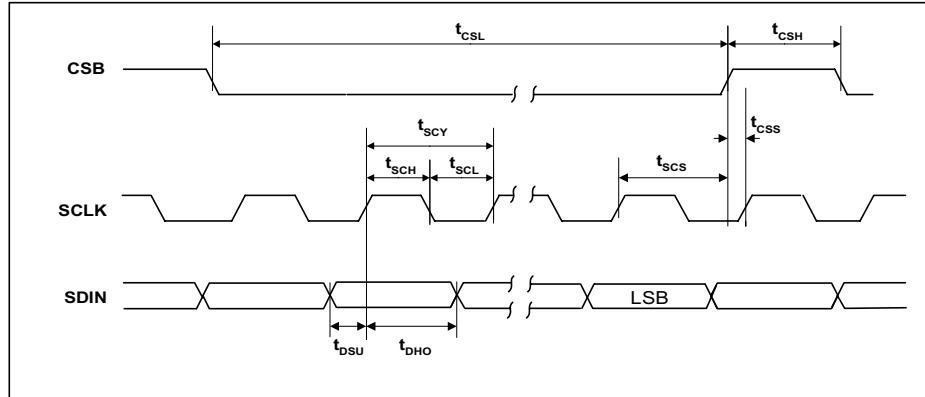 tCSL
tCSH
CSB
tCSS
tSCY
tSCH
tSCL
tSCS
SCLK
SDIN
LSB
tDSU
tDHO